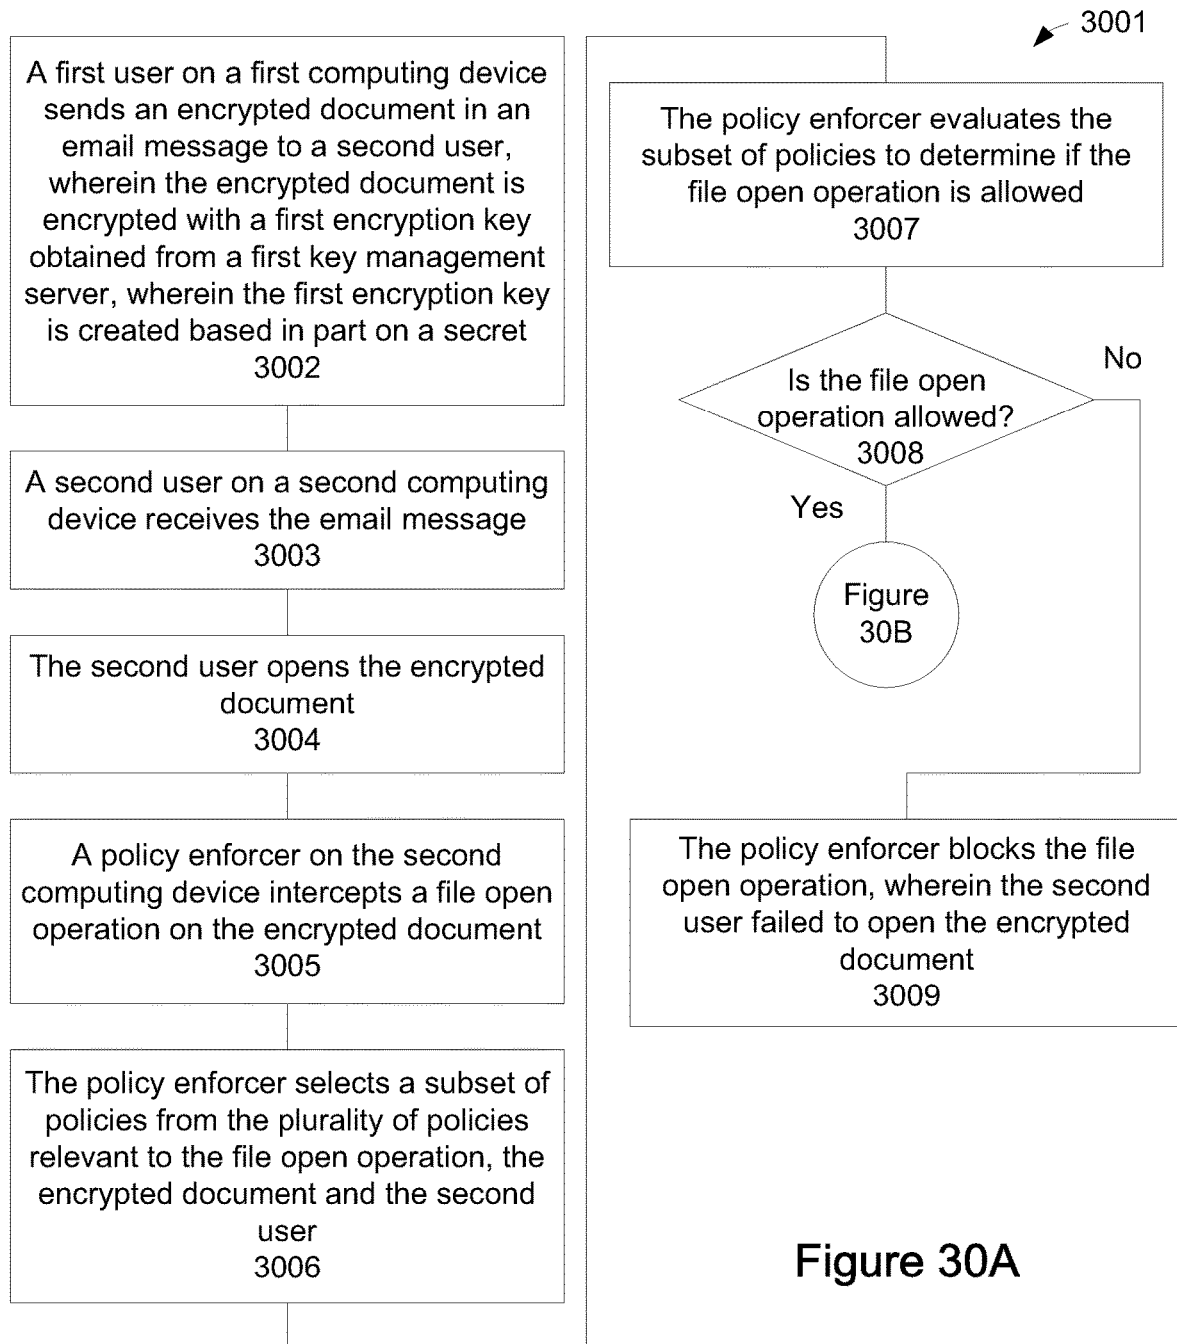 3001
A first user on a first computing device
sends an encrypted document in an
email message to a second user,
wherein the encrypted document is
encrypted with a first encryption key
obtained from a first key management
server, wherein the first encryption key
is created based in part on a secret
3002
A second user on a second computing
device receives the email message
3003
The second user opens the encrypted
document
3004
A policy enforcer on the second
computing device intercepts a file open
operation on the encrypted document
3005
The policy enforcer selects a subset of
policies from the plurality of policies
relevant to the file open operation, the
encrypted document and the second
user
3006
The policy enforcer evaluates the
subset of policies to determine if the
file open operation is allowed
3007
Is the file open
operation allowed?
3008
No
Yes
Figure
30B
The policy enforcer blocks the file
open operation, wherein the second
user failed to open the encrypted
document
3009
Figure 30A